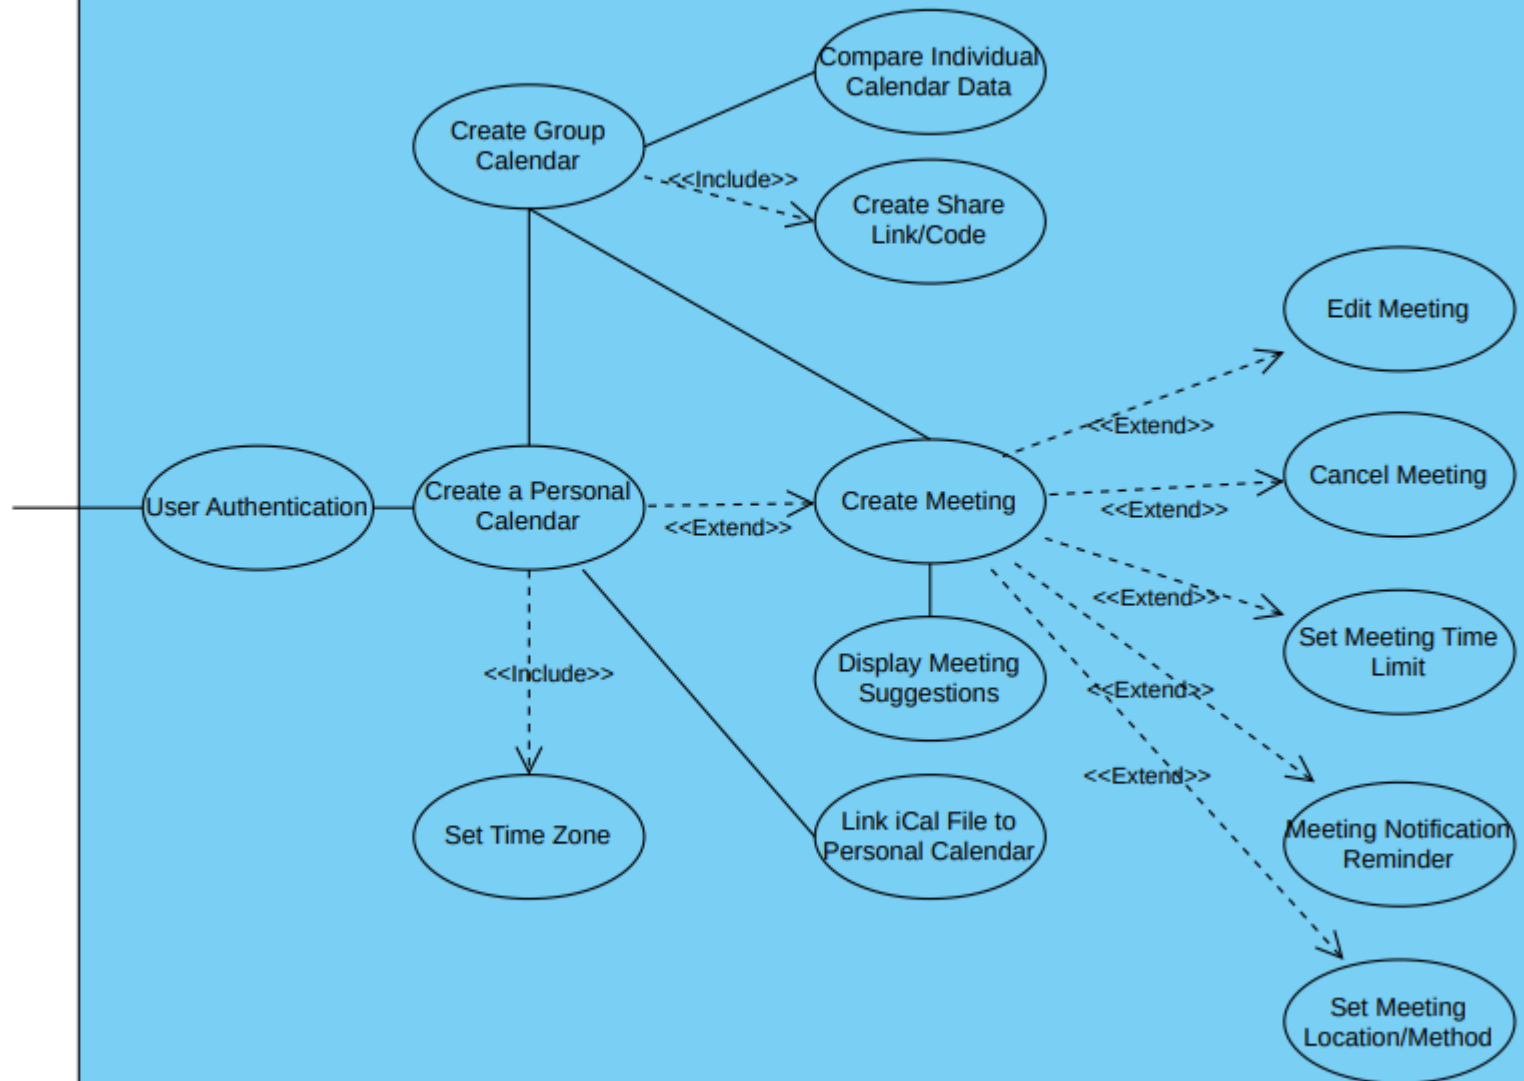 Compare Individual
Calendar Data
Create Group
Calendar
<<Include>>
Create Share
Link/Code
Edit Meeting
<<Extend>>
Cancel Meeting
User Authentication
Create a Personal
Calendar
<<Extend>>
Create Meeting
<<Extend>>
<<Extend>>
Set Meeting Time
Limit
<<Include>>
Display Meeting
Suggestions
<<Extend>>
<<Extend>>
Set Time Zone
Link iCal File to
Personal Calendar
Meeting Notification
Reminder
Set Meeting
Location/Method